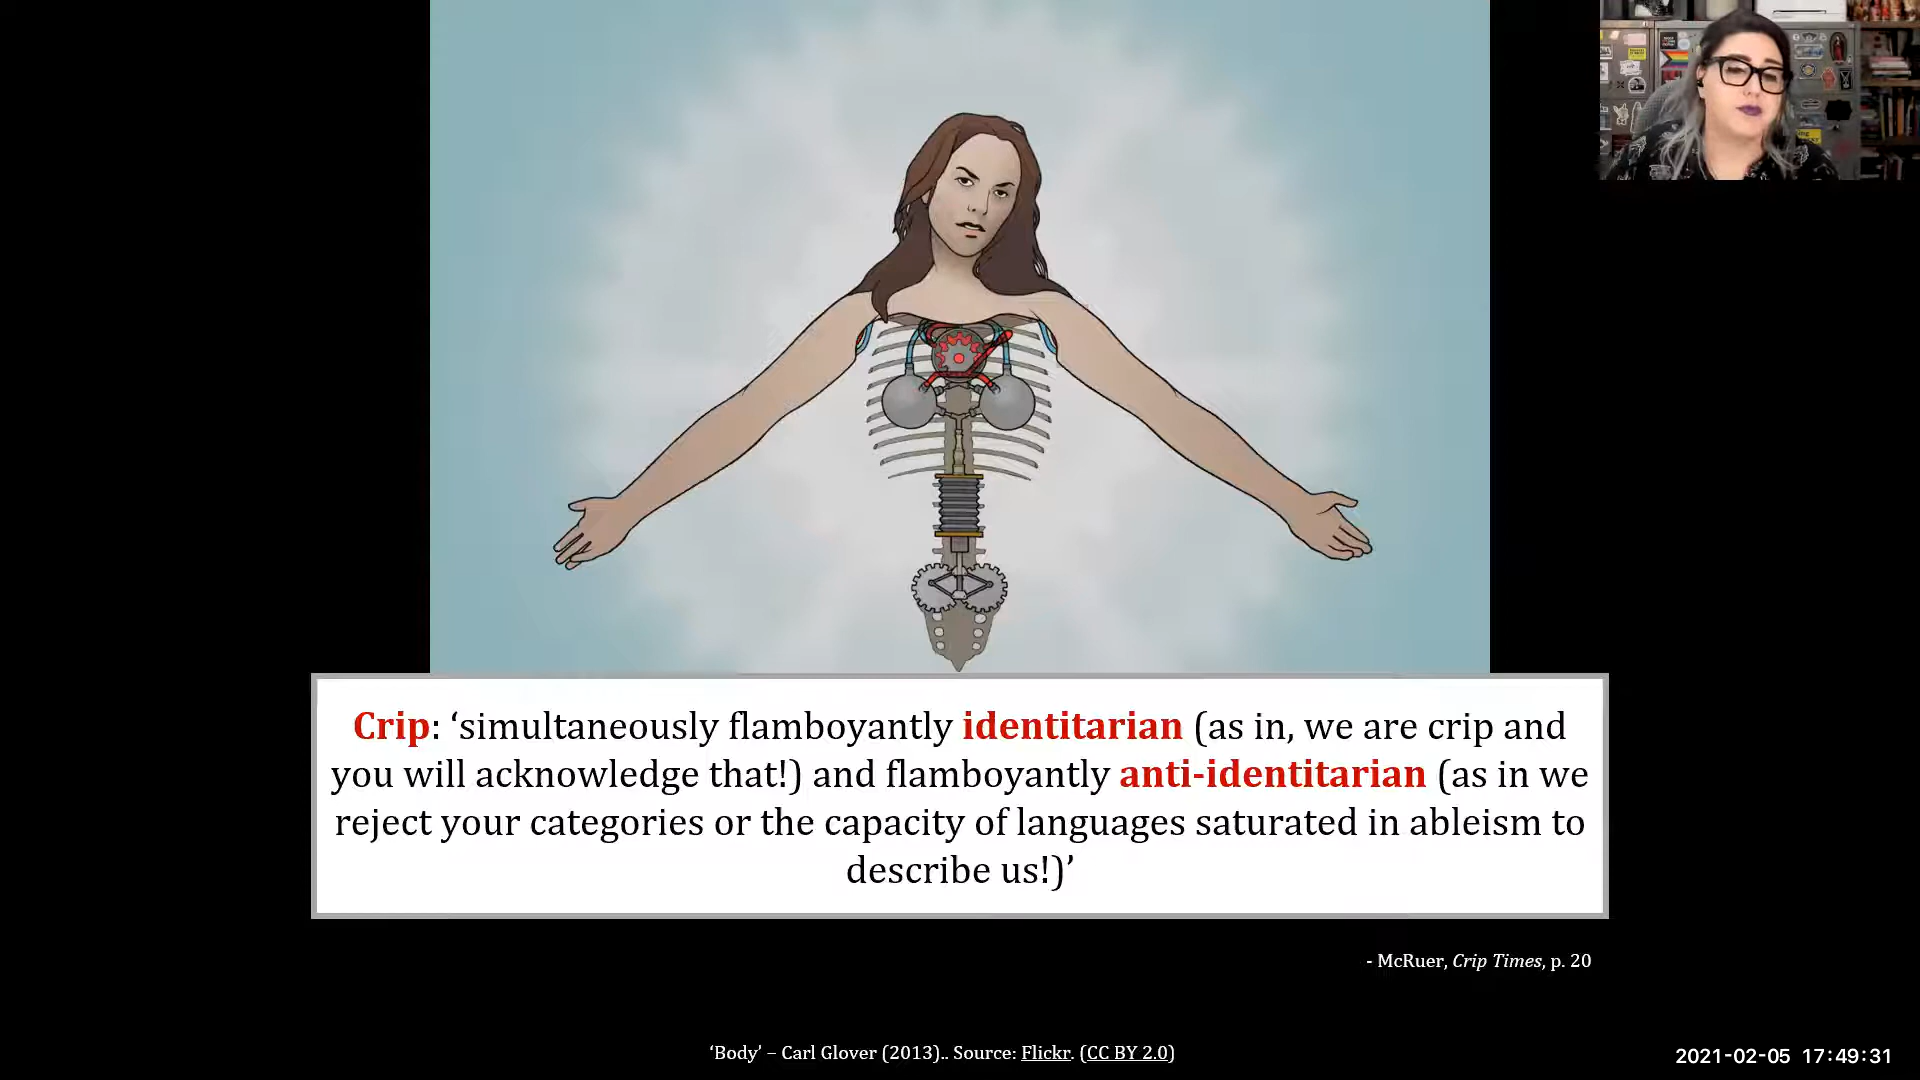 Crip: ‘simultaneously flamboyantly identitarian (as in, we are crip and
you will acknowledge that!) and flamboyantly anti-identitarian (as in we
reject your categories or the capacity of languages saturated in ableism to
describe us!)’
- McRuer, Crip Times, p. 20
‘Body’ – Carl Glover (2013).. Source: Flickr. (CC BY 2.0)
2021-02-05 17:49:31